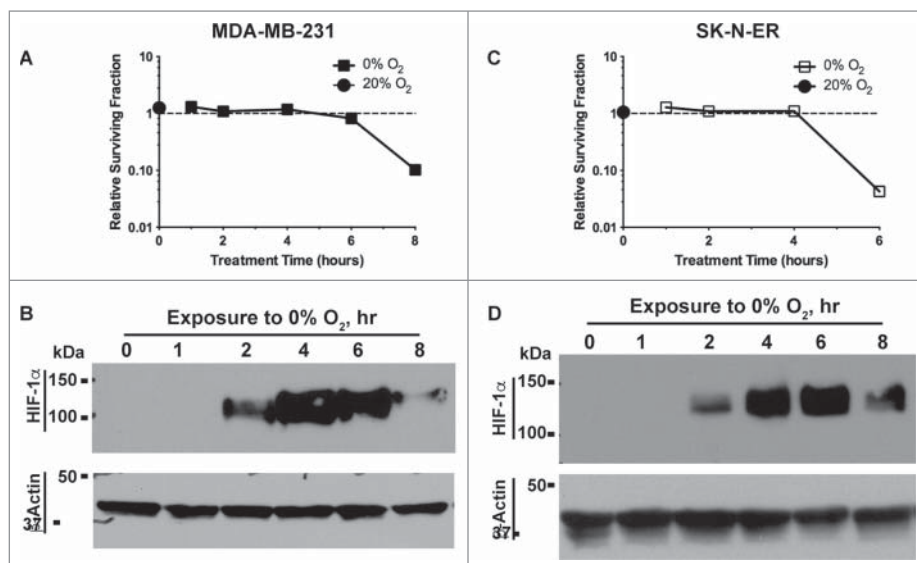 MDA-MB-231
A
10
1
0.10
0.01
Relative Surviving Fraction
0% O2
20% O2
0 2 4 6 8
Treatment Time (hours)
SK-N-ER
C
10
1
0.10
0.01
Relative Surviving Fraction
0% O2
20% O2
0 2 4 6
Treatment Time (hours)
B
Exposure to 0% O2, hr
0 1 2 4 6 8
kDa
150
100
HIF-1α
50
37
Actin
D
Exposure to 0% O2, hr
0 1 2 4 6 8
kDa
150
100
HIF-1α
50
37
Actin